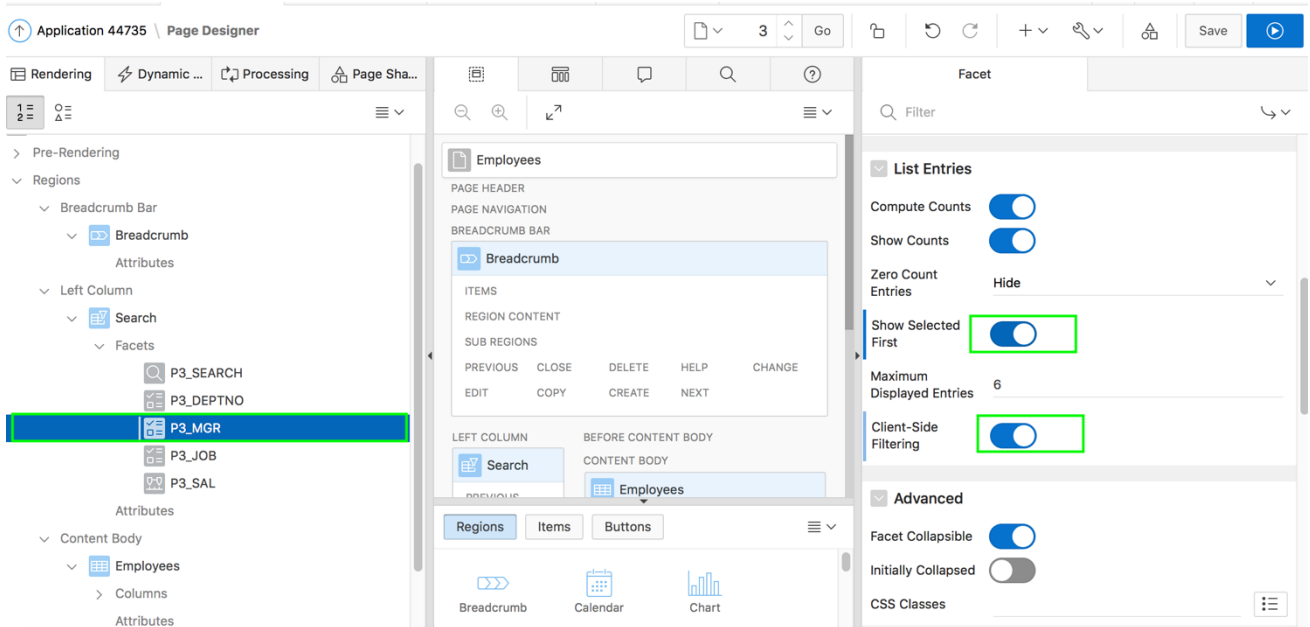 Application 44735 \ Page Designer
3
Go
Save
Rendering
Dynamic ...
Processing
Page Sha...
Pre-Rendering
Regions
Breadcrumb Bar
Breadcrumb
Attributes
Left Column
Search
Facets
P3_SEARCH
P3_DEPTNO
P3_MGR
P3_JOB
P3_SAL
Attributes
Content Body
Employees
Columns
Attributes
Employees
PAGE HEADER
PAGE NAVIGATION
BREADCRUMB BAR
Breadcrumb
ITEMS
REGION CONTENT
SUB REGIONS
PREVIOUS CLOSE DELETE HELP CHANGE
EDIT COPY CREATE NEXT
LEFT COLUMN
Search
PREVIOUS
BEFORE CONTENT BODY
CONTENT BODY
Employees
Regions
Items
Buttons
Breadcrumb
Calendar
Chart
Facet
Filter
List Entries
Compute Counts
Show Counts
Zero Count
Entries
Hide
Show Selected
First
Maximum
Displayed Entries
6
Client-Side
Filtering
Advanced
Facet Collapsible
Initially Collapsed
CSS Classes